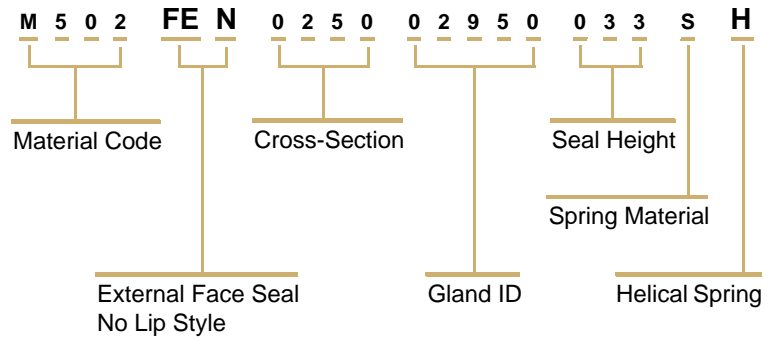 M 5 0 2 FE N 0 2 5 0 0 2 9 5 0 0 3 3 S H
Material Code Cross-Section Seal Height
Spring Material
External Face Seal Gland ID Helical Spring
No Lip Style